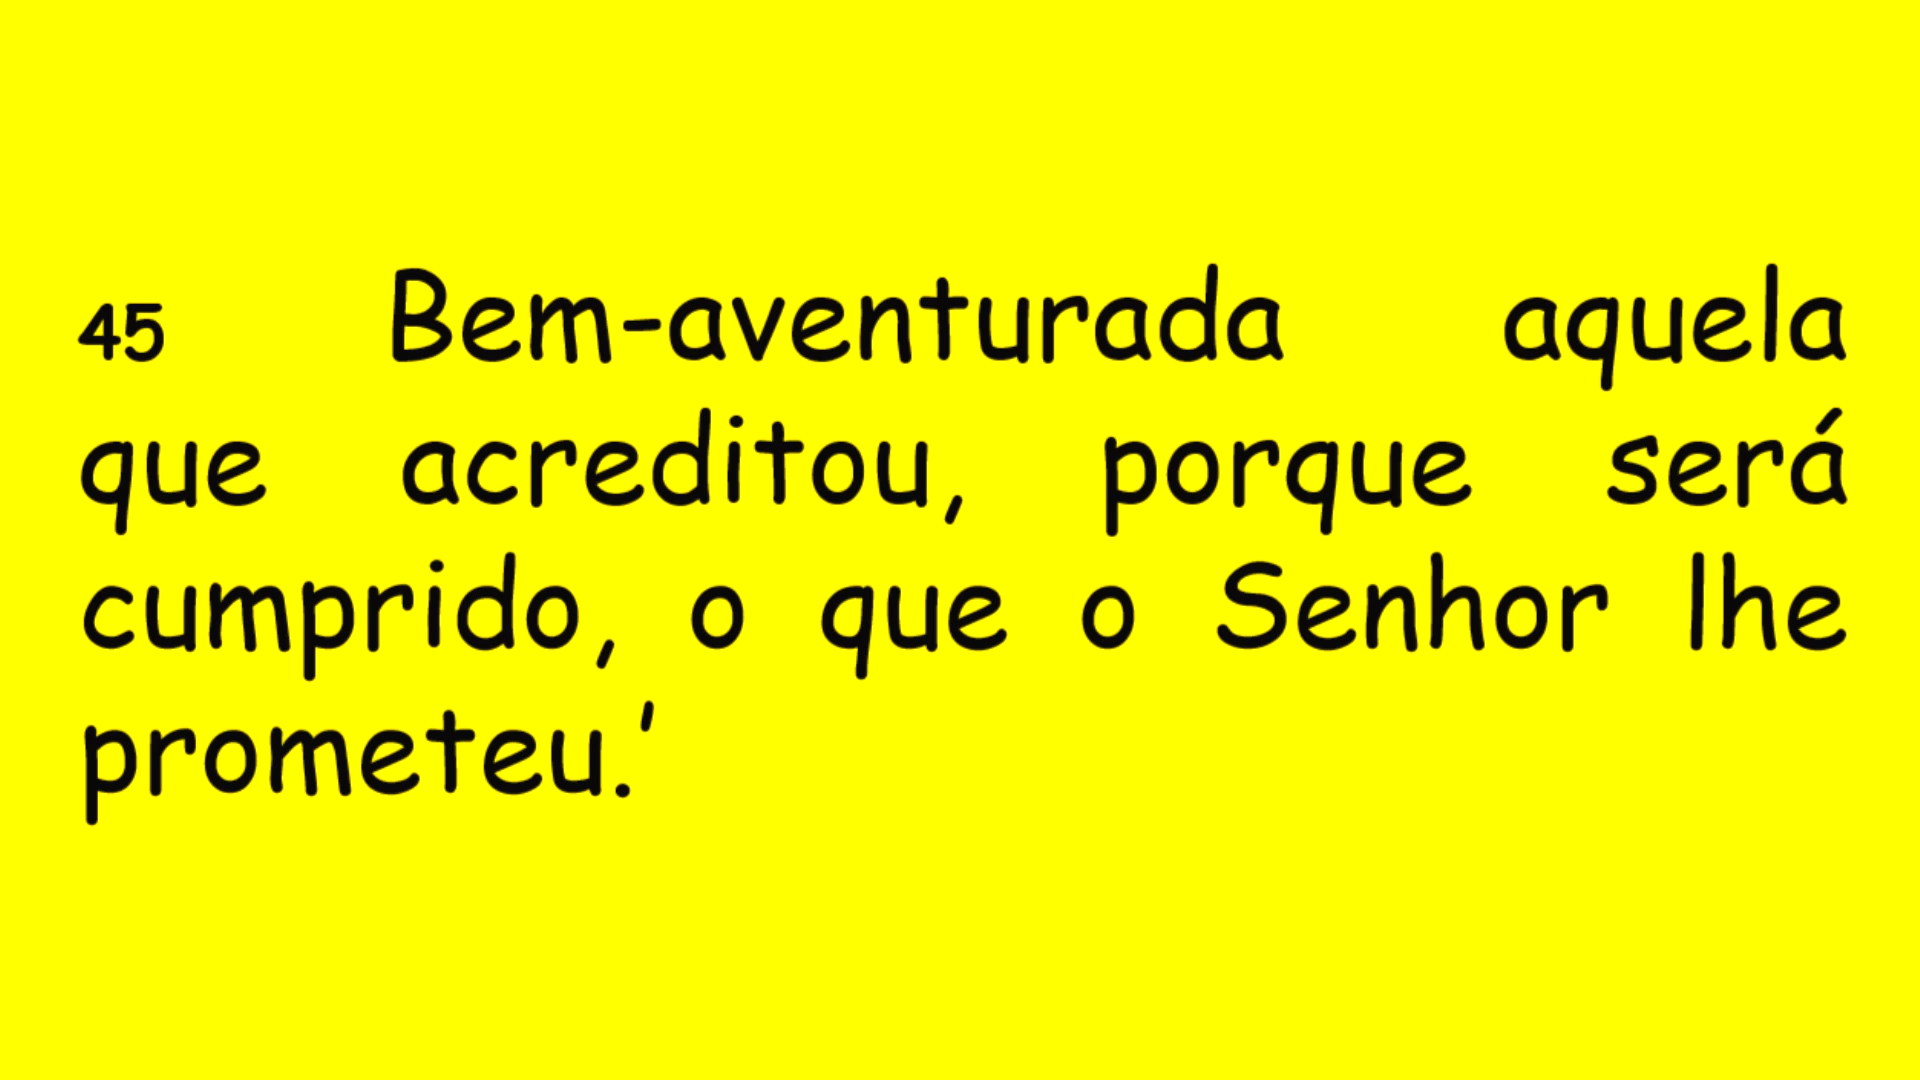 45 Bem-aventurada aquela
que acreditou, porque será
cumprido, o que o Senhor lhe
prometeu.’